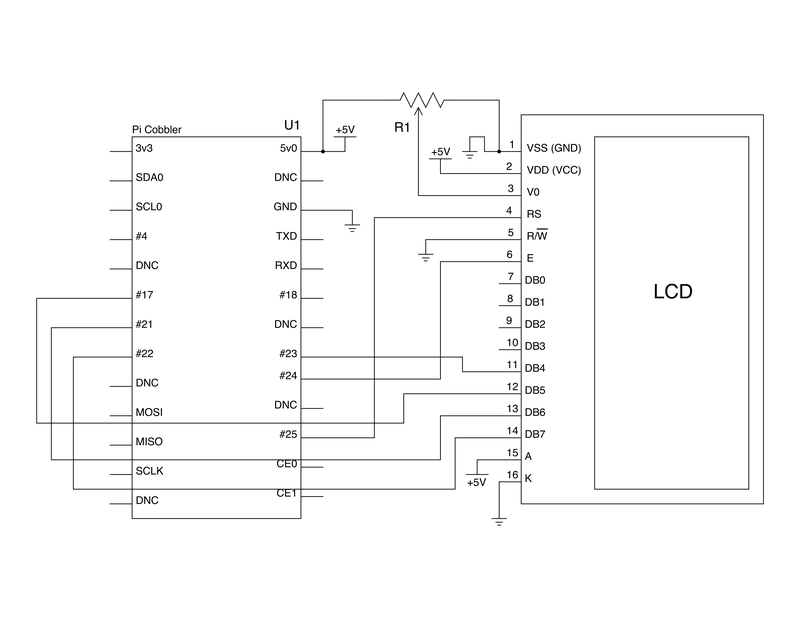 Pi Cobbler
U1
3v3
5v0
+5V
SDA0
DNC
SCL0
GND
#4
TXD
DNC
RXD
#17
#18
#21
DNC
#22
#23
DNC
#24
MOSI
DNC
MISO
#25
SCLK
CE0
DNC
CE1
R1
+5V
1 VSS (GND)
2 VDD (VCC)
3 V0
4 RS
5 R/W̅
6 E
7 DB0
8 DB1
9 DB2
10 DB3
11 DB4
12 DB5
13 DB6
14 DB7
15 A
+5V
16 K
LCD